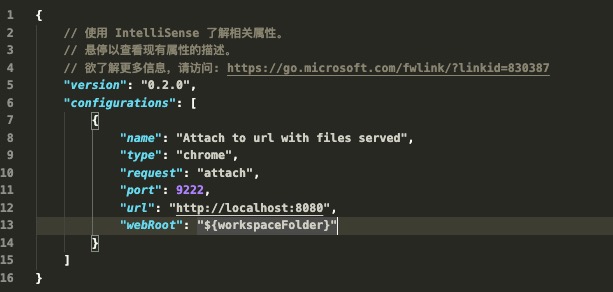 1 {
2 // 使用 IntelliSense 了解相关属性。
3 // 悬停以查看现有属性的描述。
4 // 欲了解更多信息，请访问: https://go.microsoft.com/fwlink/?linkid=830387
5 "version": "0.2.0",
6 "configurations": [
7 {
8 "name": "Attach to url with files served",
9 "type": "chrome",
10 "request": "attach",
11 "port": 9222,
12 "url": "http://localhost:8080",
13 "webRoot": "${workspaceFolder}"
14 }
15 ]
16 }